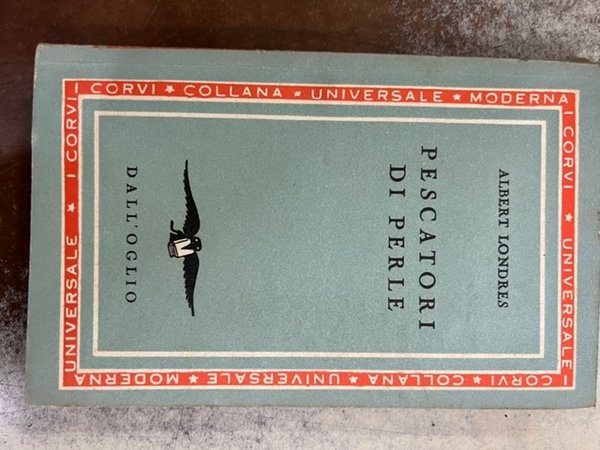 I CORVI ★ UNIVERSALE
I CORVI ★ COLLANA ★ UNIVERSALE ★ MODERNA
I CORVI ★ COLLANA ★ UNIVERSALE ★ MODERNA
ALBERT LONDRES
PESCATORI
DI PERLE
DALL'OGLIO
UNIVERSALE ★ I CORVI